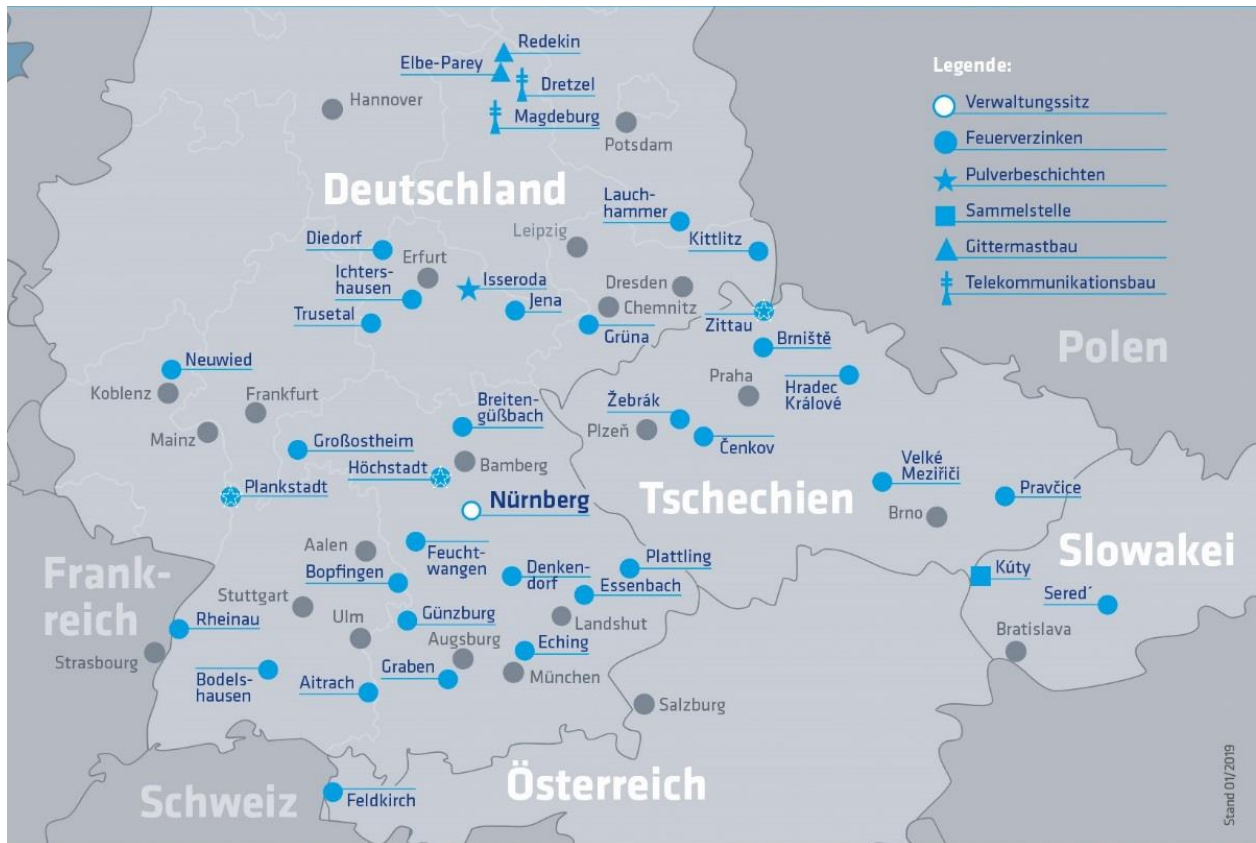 Redekin
Elbe-Parey
Dretzel
Hannover
Magdeburg
Potsdam
Legende:
Verwaltungssitz
Feuerverzinken
Pulverbeschichten
Sammelstelle
Gittermastbau
Telekommunikationsbau
Deutschland
Lauch-
hammer
Diedorf
Leipzig
Kittlitz
Erfurt
Ichters-
hausen
Isseroda
Dresden
Jena
Chemnitz
Trusetal
Grüna
Zittau
Brniště
Polen
Neuwied
Koblenz
Frankfurt
Praha
Hradec
Králové
Breiten-
güßbach
Žebrák
Mainz
Plzeň
Čenkov
Großostheim
Höchstadt
Bamberg
Velké
Meziřiči
Plankstadt
Nürnberg
Tschechien
Pravčice
Brno
Aalen
Feucht-
wangen
Slowakei
Frank-
reich
Bopfingen
Denken-
dorf
Plattling
Essenbach
Kúty
Sered´
Stuttgart
Rheinau
Ulm
Günzburg
Landshut
Augsburg
Bratislava
Strasbourg
Eching
Bodels-
hausen
Aitrach
Graben
München
Salzburg
Österreich
Schweiz
Feldkirch
Stand 01/2019